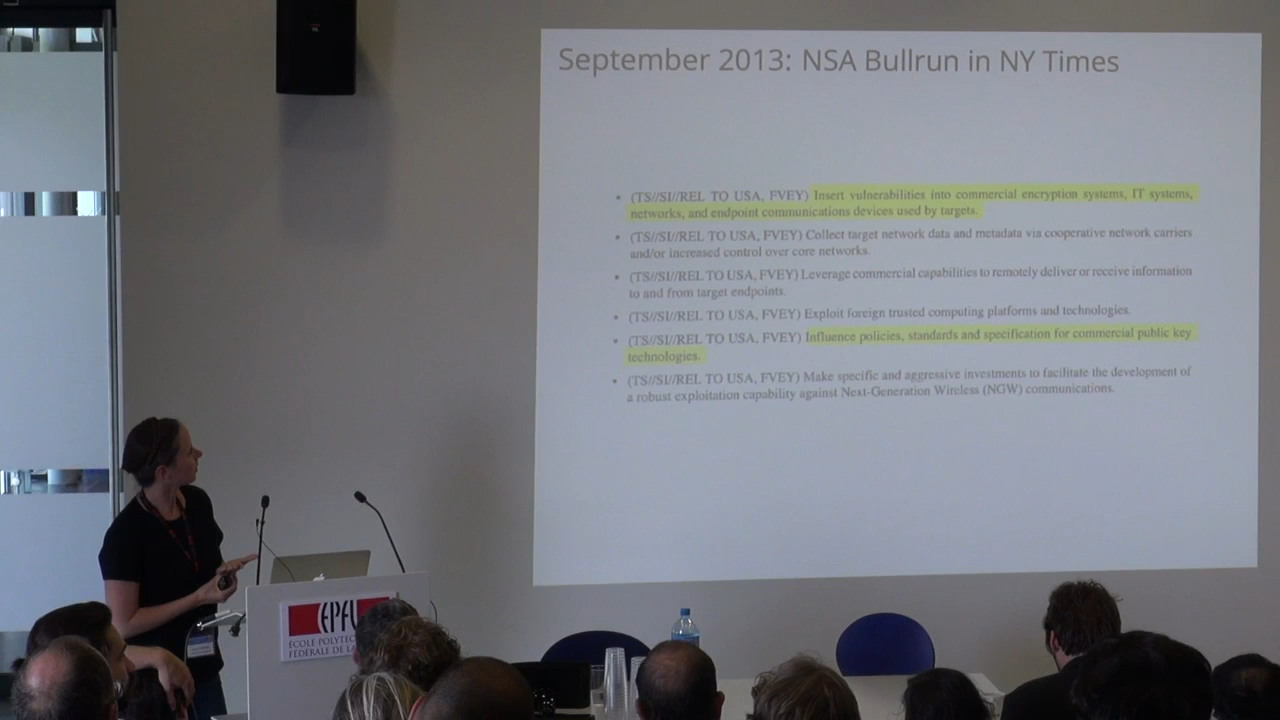 September 2013: NSA Bullrun in NY Times
• (TS//SI//REL TO USA, FVEY) Insert vulnerabilities into commercial encryption systems, IT systems,
networks, and endpoint communications devices used by targets.
• (TS//SI//REL TO USA, FVEY) Collect target network data and metadata via cooperative network carriers
and/or increased control over core networks.
• (TS//SI//REL TO USA, FVEY) Leverage commercial capabilities to remotely deliver or receive information
to and from target endpoints.
• (TS//SI//REL TO USA, FVEY) Exploit foreign trusted computing platforms and technologies.
• (TS//SI//REL TO USA, FVEY) Influence policies, standards and specification for commercial public key
technologies.
• (TS//SI//REL TO USA, FVEY) Make specific and aggressive investments to facilitate the development of
a robust exploitation capability against Next-Generation Wireless (NGW) communications.
EPFL
ÉCOLE POLYTEC
FÉDÉRALE DE LA